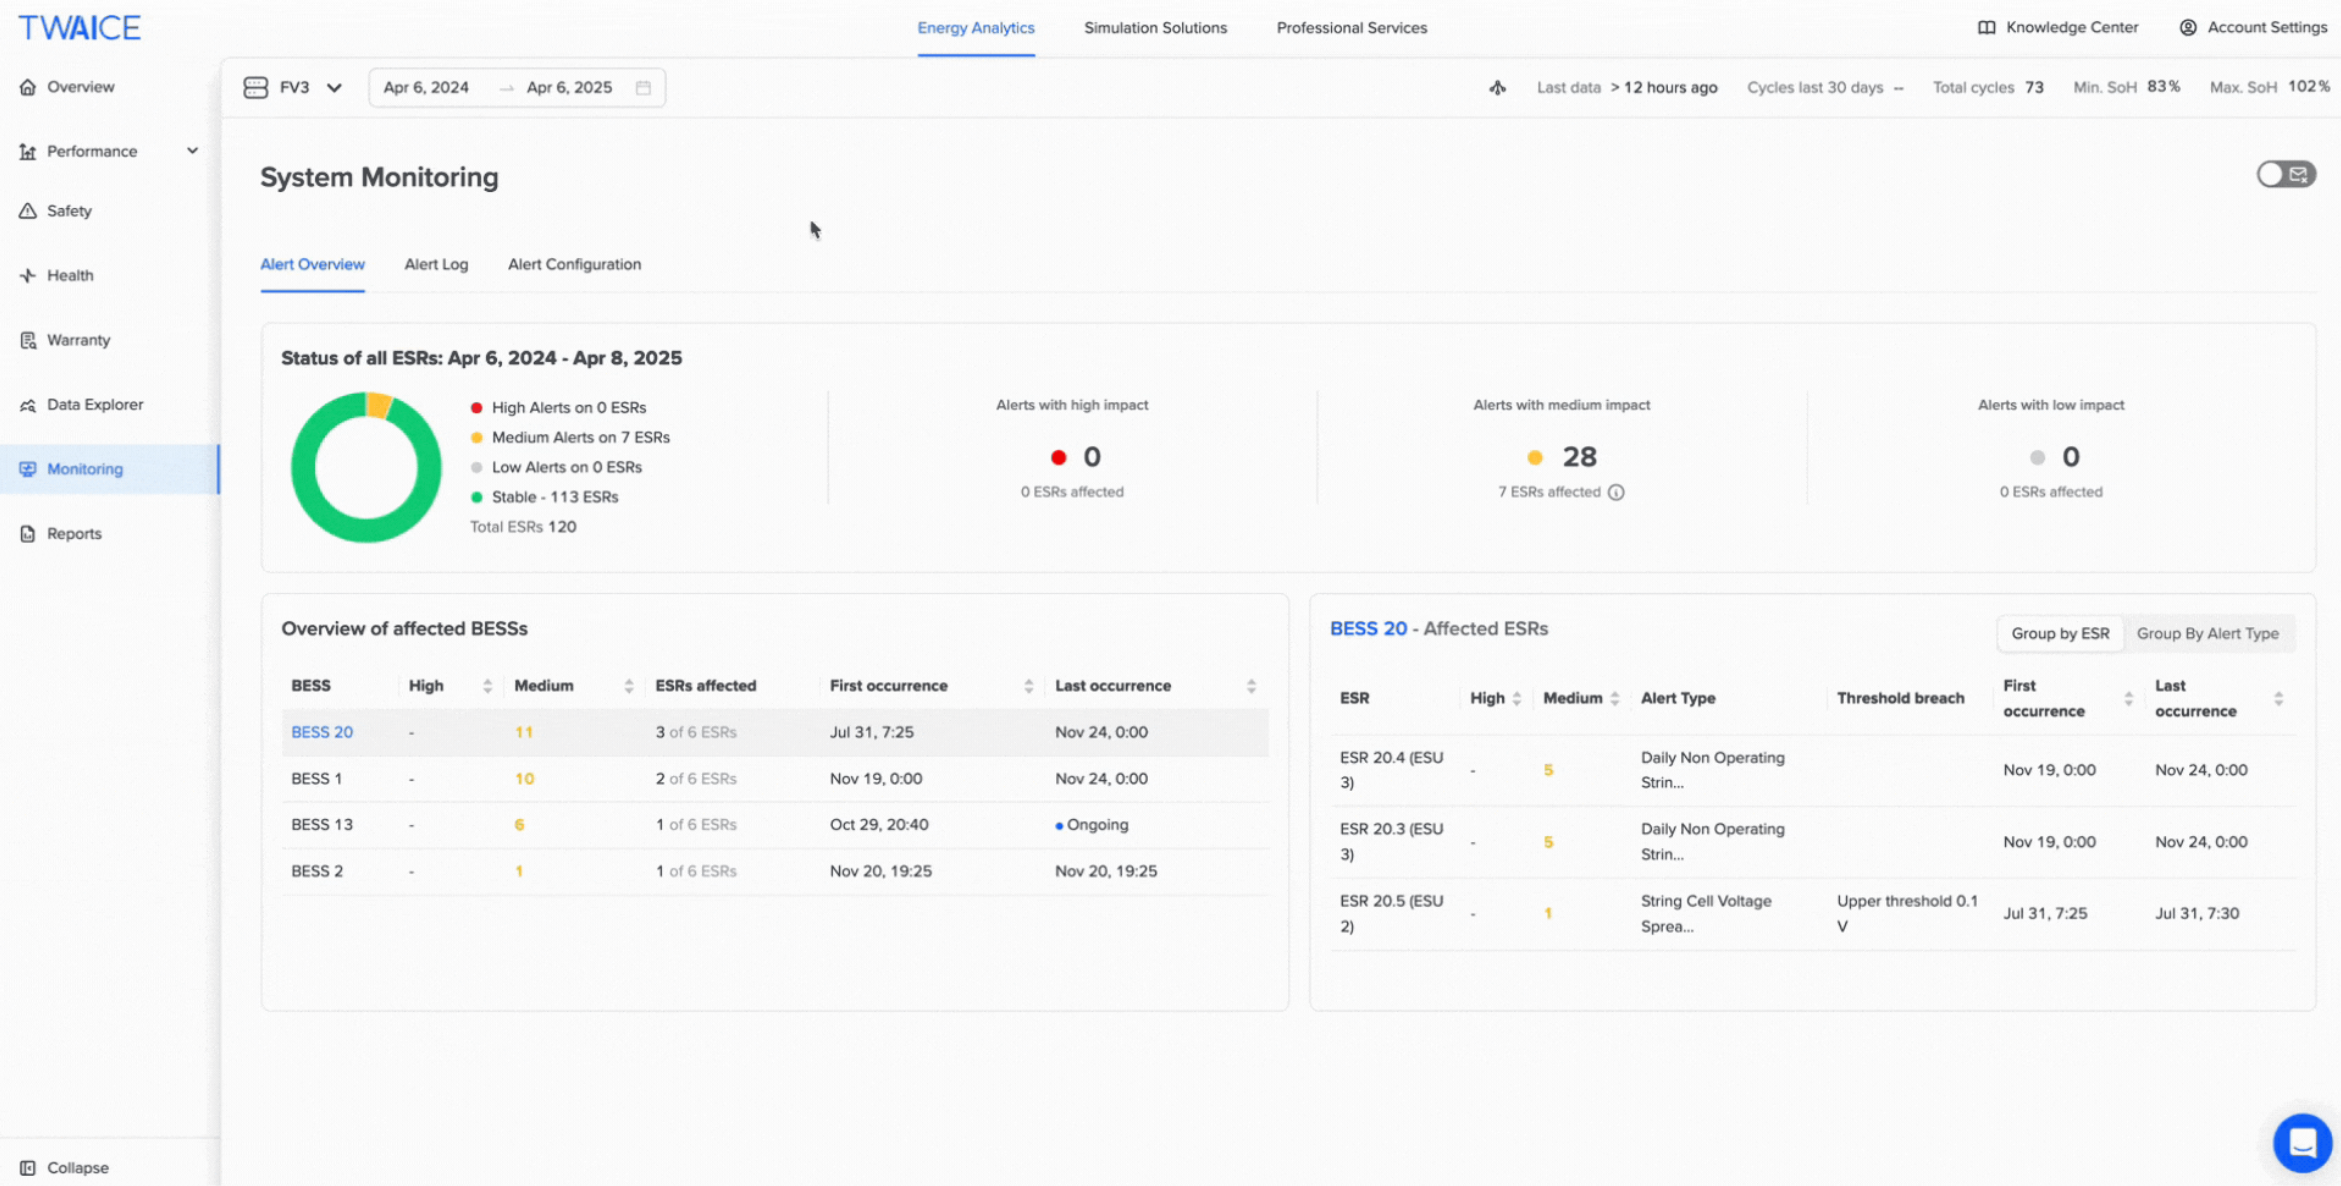 TWAICE
Energy Analytics
Simulation Solutions
Professional Services
Knowledge Center
Account Settings
Overview
Performance
Safety
Health
Warranty
Data Explorer
Monitoring
Reports
Collapse
FV3
Apr 6, 2024 → Apr 6, 2025
Last data > 12 hours ago
Cycles last 30 days --
Total cycles 73
Min. SoH 83%
Max. SoH 102%
System Monitoring
Alert Overview
Alert Log
Alert Configuration
Status of all ESRs: Apr 6, 2024 - Apr 8, 2025
High Alerts on 0 ESRs
Medium Alerts on 7 ESRs
Low Alerts on 0 ESRs
Stable - 113 ESRs
Total ESRs 120
Alerts with high impact
0
0 ESRs affected
Alerts with medium impact
28
7 ESRs affected
Alerts with low impact
0
0 ESRs affected
Overview of affected BESSs
BESS High Medium ESRs affected First occurrence Last occurrence
BESS 20 - 11 3 of 6 ESRs Jul 31, 7:25 Nov 24, 0:00
BESS 1 - 10 2 of 6 ESRs Nov 19, 0:00 Nov 24, 0:00
BESS 13 - 6 1 of 6 ESRs Oct 29, 20:40 Ongoing
BESS 2 - 1 1 of 6 ESRs Nov 20, 19:25 Nov 20, 19:25
BESS 20 - Affected ESRs
Group by ESR
Group By Alert Type
ESR High Medium Alert Type Threshold breach First occurrence Last occurrence
ESR 20.4 (ESU 3) - 5 Daily Non Operating Strin... Nov 19, 0:00 Nov 24, 0:00
ESR 20.3 (ESU 3) - 5 Daily Non Operating Strin... Nov 19, 0:00 Nov 24, 0:00
ESR 20.5 (ESU 2) - 1 String Cell Voltage Sprea... Upper threshold 0.1 V Jul 31, 7:25 Jul 31, 7:30